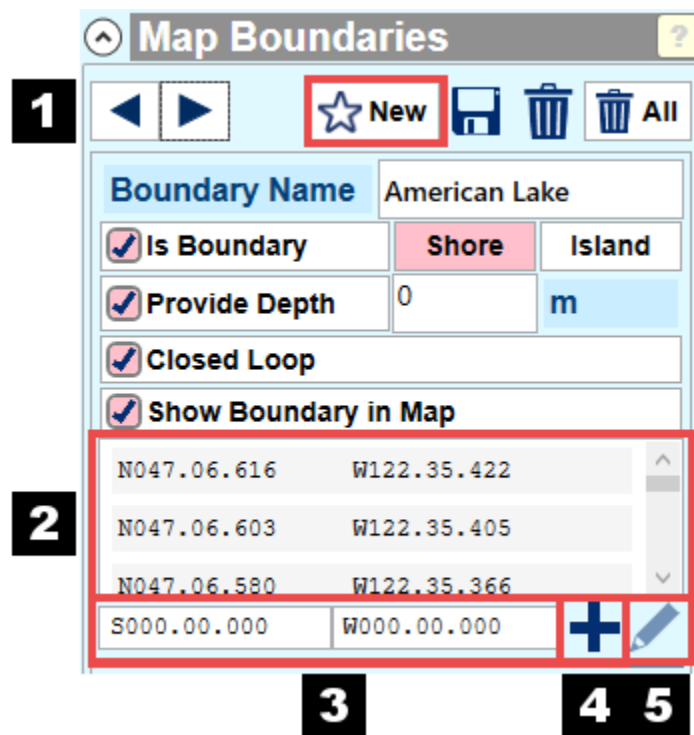 Map Boundaries ?
1 New All
Boundary Name American Lake
Is Boundary Shore Island
Provide Depth 0 m
Closed Loop
Show Boundary in Map
N047.06.616 W122.35.422
2 N047.06.603 W122.35.405
N047.06.580 W122.35.366
S000.00.000 W000.00.000
3 4 5